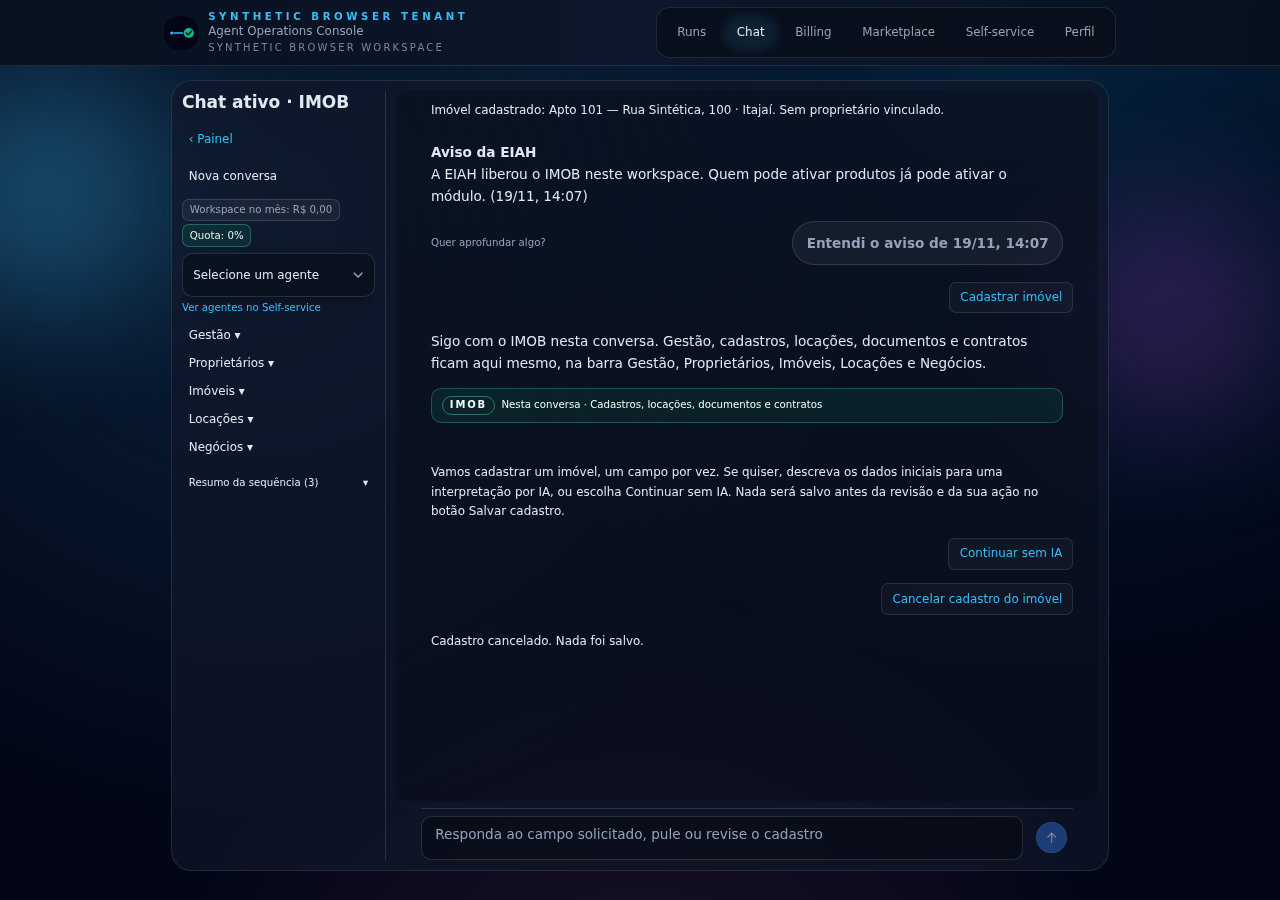 SYNTHETIC BROWSER TENANT
Agent Operations Console
SYNTHETIC BROWSER WORKSPACE
Runs
Chat
Billing
Marketplace
Self-service
Perfil
Chat ativo · IMOB
‹ Painel
Nova conversa
Workspace no mês: R$ 0,00
Quota: 0%
Selecione um agente
Ver agentes no Self-service
Gestão ▾
Proprietários ▾
Imóveis ▾
Locações ▾
Negócios ▾
Resumo da sequência (3) ▾
Imóvel cadastrado: Apto 101 — Rua Sintética, 100 · Itajaí. Sem proprietário vinculado.
Aviso da EIAH
A EIAH liberou o IMOB neste workspace. Quem pode ativar produtos já pode ativar o
módulo. (19/11, 14:07)
Quer aprofundar algo?
Entendi o aviso de 19/11, 14:07
Cadastrar imóvel
Sigo com o IMOB nesta conversa. Gestão, cadastros, locações, documentos e contratos
ficam aqui mesmo, na barra Gestão, Proprietários, Imóveis, Locações e Negócios.
IMOB Nesta conversa · Cadastros, locações, documentos e contratos
Vamos cadastrar um imóvel, um campo por vez. Se quiser, descreva os dados iniciais para uma
interpretação por IA, ou escolha Continuar sem IA. Nada será salvo antes da revisão e da sua ação no
botão Salvar cadastro.
Continuar sem IA
Cancelar cadastro do imóvel
Cadastro cancelado. Nada foi salvo.
Responda ao campo solicitado, pule ou revise o cadastro